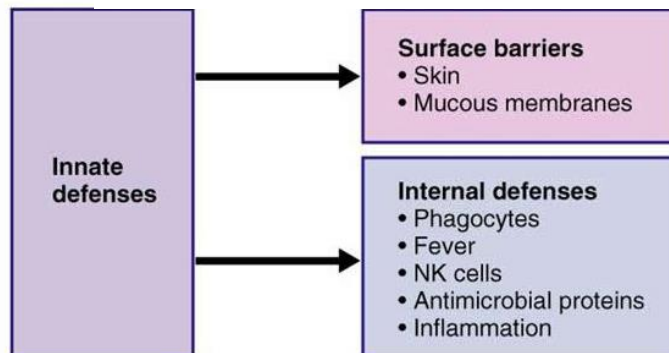 Innate
defenses
Surface barriers
• Skin
• Mucous membranes
Internal defenses
• Phagocytes
• Fever
• NK cells
• Antimicrobial proteins
• Inflammation